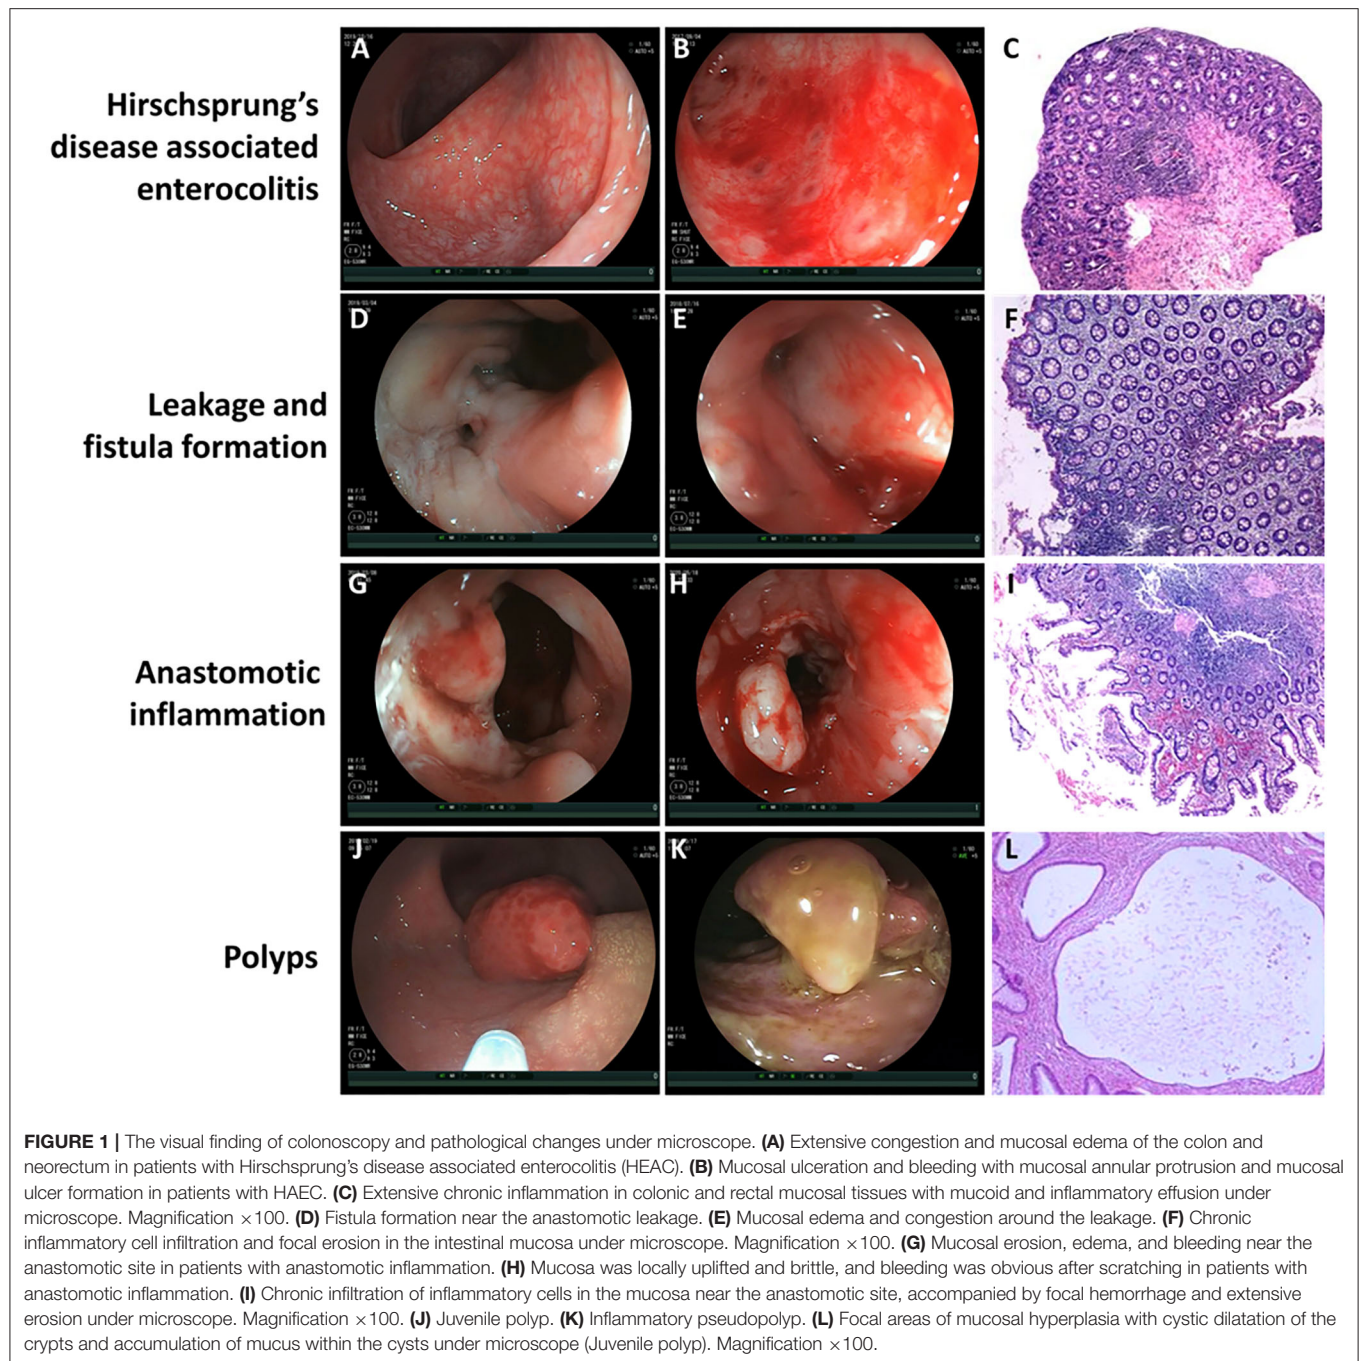 Hirschsprung's
disease associated
enterocolitis
A
B
C
Leakage and
fistula formation
D
E
F
Anastomotic
inflammation
G
H
I
Polyps
J
K
L
FIGURE 1 | The visual finding of colonoscopy and pathological changes under microscope. (A) Extensive congestion and mucosal edema of the colon and
neorectum in patients with Hirschsprung's disease associated enterocolitis (HEAC). (B) Mucosal ulceration and bleeding with mucosal annular protrusion and mucosal
ulcer formation in patients with HAEC. (C) Extensive chronic inflammation in colonic and rectal mucosal tissues with mucoid and inflammatory effusion under
microscope. Magnification ×100. (D) Fistula formation near the anastomotic leakage. (E) Mucosal edema and congestion around the leakage. (F) Chronic
inflammatory cell infiltration and focal erosion in the intestinal mucosa under microscope. Magnification ×100. (G) Mucosal erosion, edema, and bleeding near the
anastomotic site in patients with anastomotic inflammation. (H) Mucosa was locally uplifted and brittle, and bleeding was obvious after scratching in patients with
anastomotic inflammation. (I) Chronic infiltration of inflammatory cells in the mucosa near the anastomotic site, accompanied by focal hemorrhage and extensive
erosion under microscope. Magnification ×100. (J) Juvenile polyp. (K) Inflammatory pseudopolyp. (L) Focal areas of mucosal hyperplasia with cystic dilatation of the
crypts and accumulation of mucus within the cysts under microscope (Juvenile polyp). Magnification ×100.